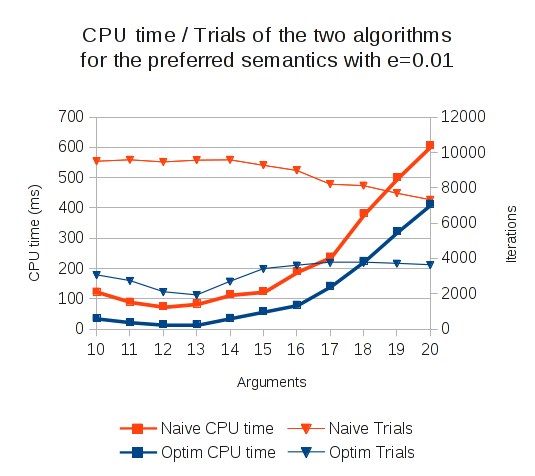 CPU time / Trials of the two algorithms
for the preferred semantics with e=0.01
700
600
500
400
300
200
100
0
CPU time (ms)
12000
10000
8000
6000
4000
2000
0
Iterations
10 11 12 13 14 15 16 17 18 19 20
Arguments
Naive CPU time Naive Trials
Optim CPU time Optim Trials